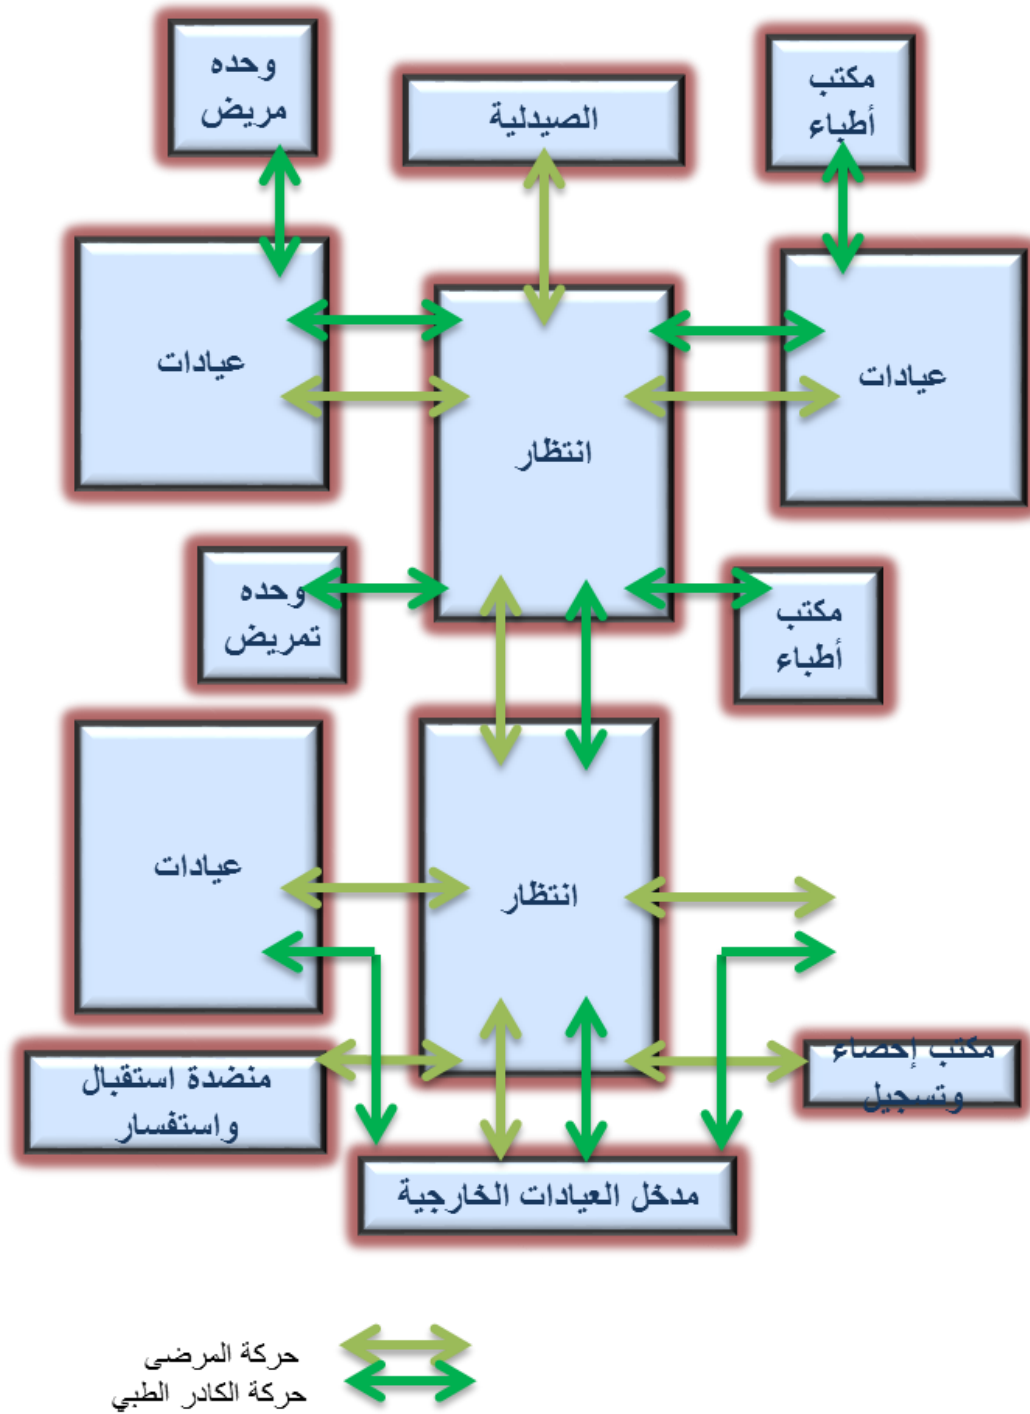 وحده
مريض
الصيدلية
مكتب
أطباء
عيادات
انتظار
عيادات
وحده
تمريض
مكتب
أطباء
عيادات
انتظار
منضدة استقبال
واستفسار
مكتب إحصاء
وتسجيل
مدخل العيادات الخارجية
حركة المرضى
حركة الكادر الطبي